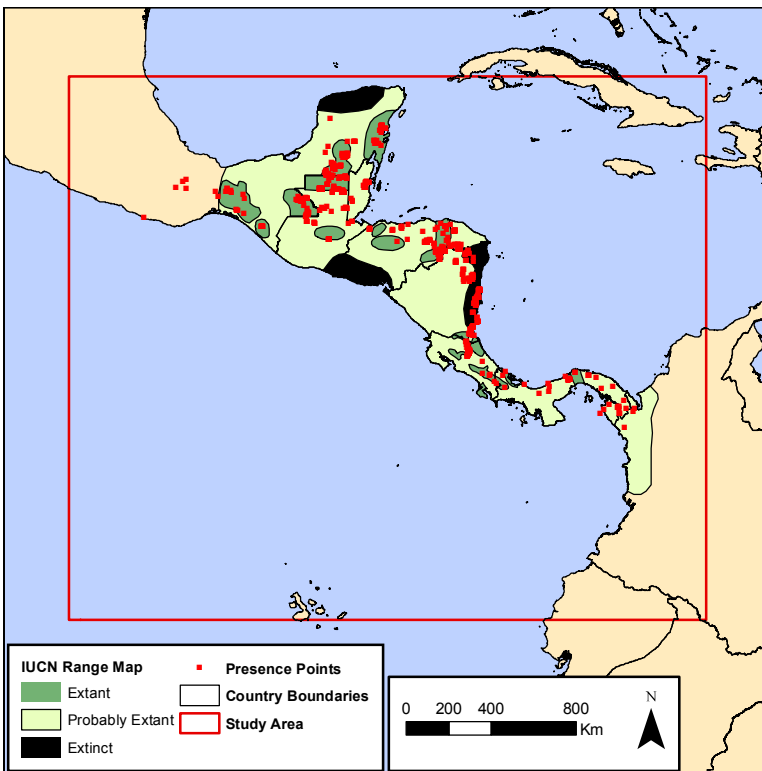 IUCN Range Map
Extant
Probably Extant
Extinct
Presence Points
Country Boundaries
Study Area
N
0 200 400 800
Km